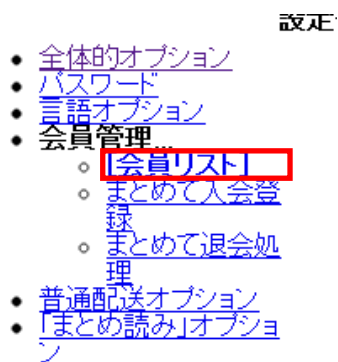 設定
全体的オプション
パスワード
言語オプション
会員管理...
[会員リスト]
まとめて入会登
録
まとめて退会処
理
普通配送オプション
「まとめ読み」オプショ
ン